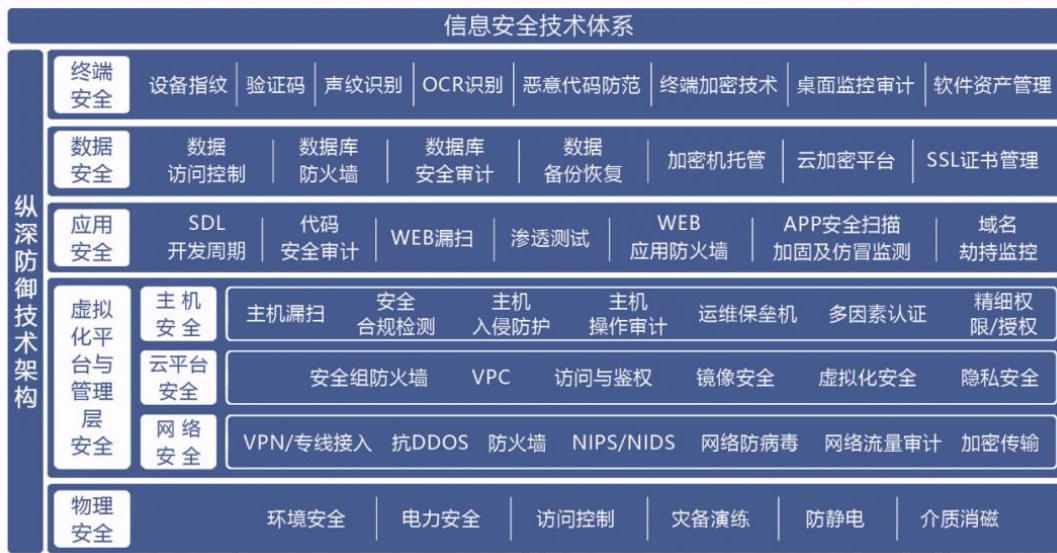 信息安全技术体系
纵深防御技术架构
终端
安全
设备指纹 验证码 声纹识别 OCR识别 恶意代码防范 终端加密技术 桌面监控审计 软件资产管理
数据
安全
数据
访问控制
数据库
防火墙
数据库
安全审计
数据
备份恢复
加密机托管 云加密平台 SSL证书管理
应用
安全
SDL
开发周期
代码
安全审计
WEB漏扫 渗透测试
WEB
应用防火墙
APP安全扫描
加固及仿冒监测
域名
劫持监控
虚拟
化平
台与
管理
层
安全
主机
安全
主机漏扫
安全
合规检测
主机
入侵防护
主机
操作审计
运维保垒机 多因素认证
精细权
限/授权
云平台
安全
安全组防火墙 VPC 访问与鉴权 镜像安全 虚拟化安全 隐私安全
网络
安全
VPN/专线接入 抗DDOS 防火墙 NIPS/NIDS 网络防病毒 网络流量审计 加密传输
物理
安全
环境安全 电力安全 访问控制 灾备演练 防静电 介质消磁